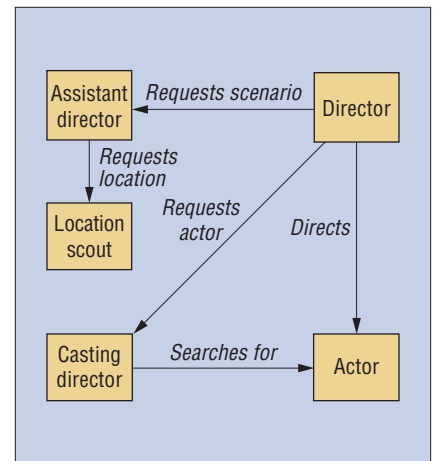 Assistant
director
Requests scenario
Director
Requests
location
Location
scout
Requests
actor
Directs
Casting
director
Searches for
Actor